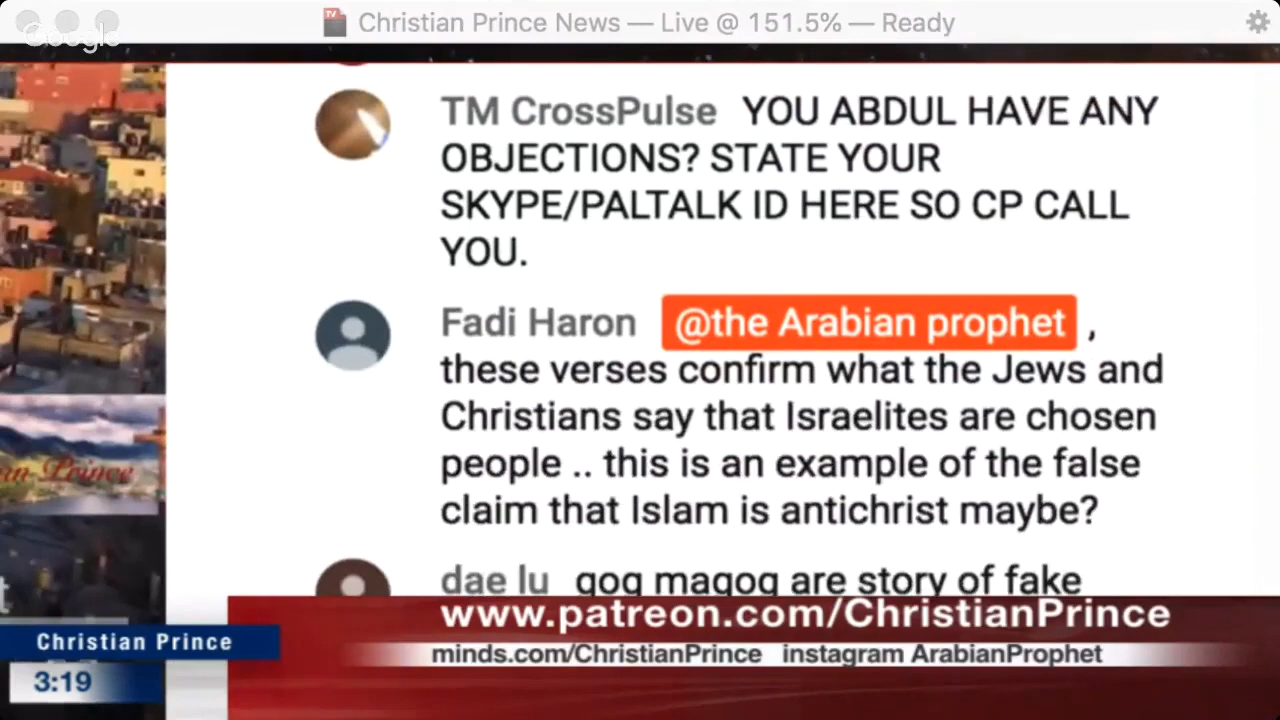 Google
TV
Christian Prince News — Live @ 151.5% — Ready
TM CrossPulse YOU ABDUL HAVE ANY
OBJECTIONS? STATE YOUR
SKYPE/PALTALK ID HERE SO CP CALL
YOU.
Fadi Haron @the Arabian prophet ,
these verses confirm what the Jews and
Christians say that Israelites are chosen
people .. this is an example of the false
claim that Islam is antichrist maybe?
dae lu gog magog are story of fake
an Prince
t
www.patreon.com/ChristianPrince
Christian Prince
minds.com/ChristianPrince instagram ArabianProphet
3:19